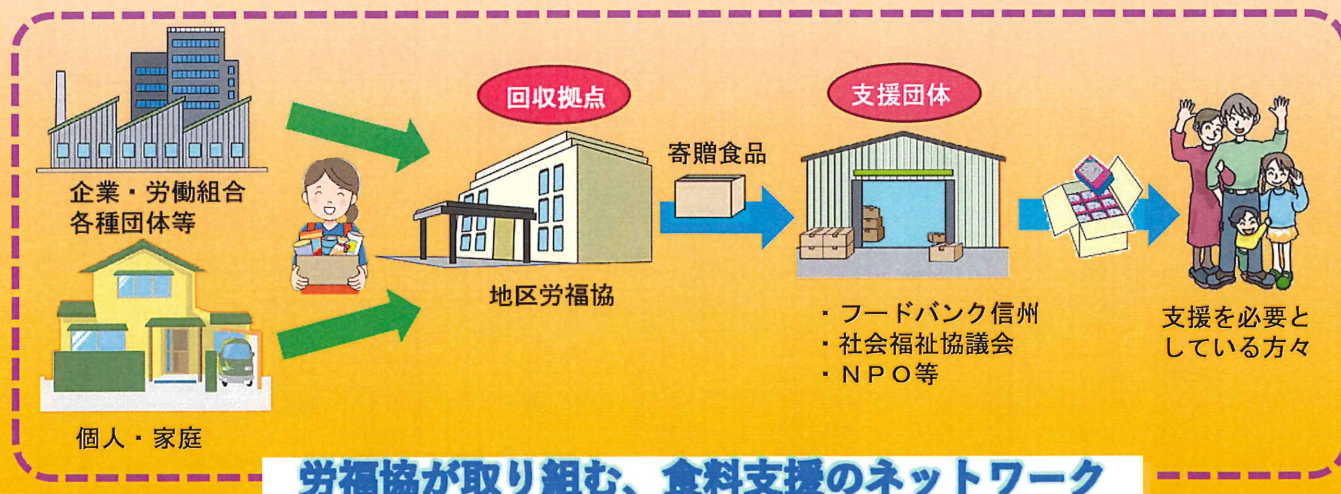 回収拠点
支援団体
寄贈食品
企業・労働組合
各種団体等
地区労福協
・フードバンク信州
・社会福祉協議会
・ＮＰＯ等
支援を必要と
している方々
個人・家庭
労福協が取り組む、食料支援のネットワーク